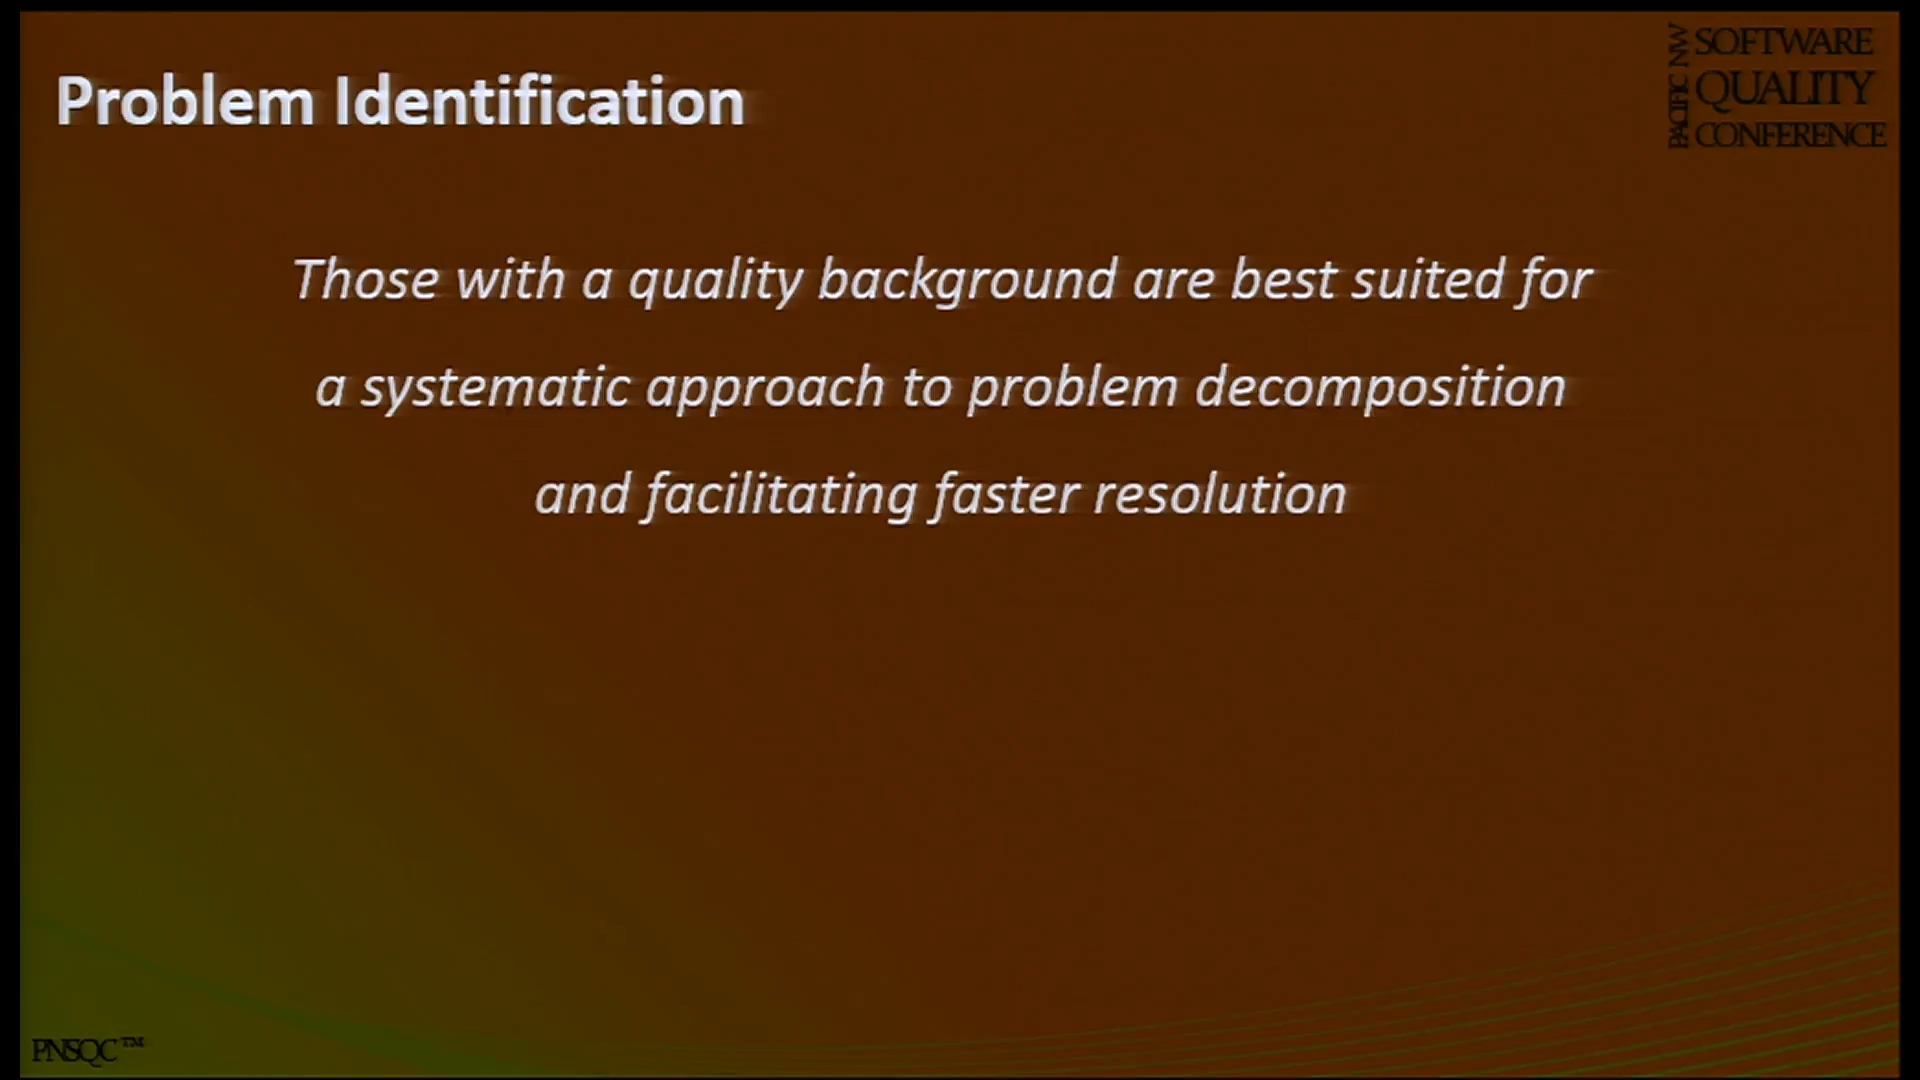 Problem Identification
PACIFIC NW
SOFTWARE
QUALITY
CONFERENCE
Those with a quality background are best suited for
a systematic approach to problem decomposition
and facilitating faster resolution
PNSQC™